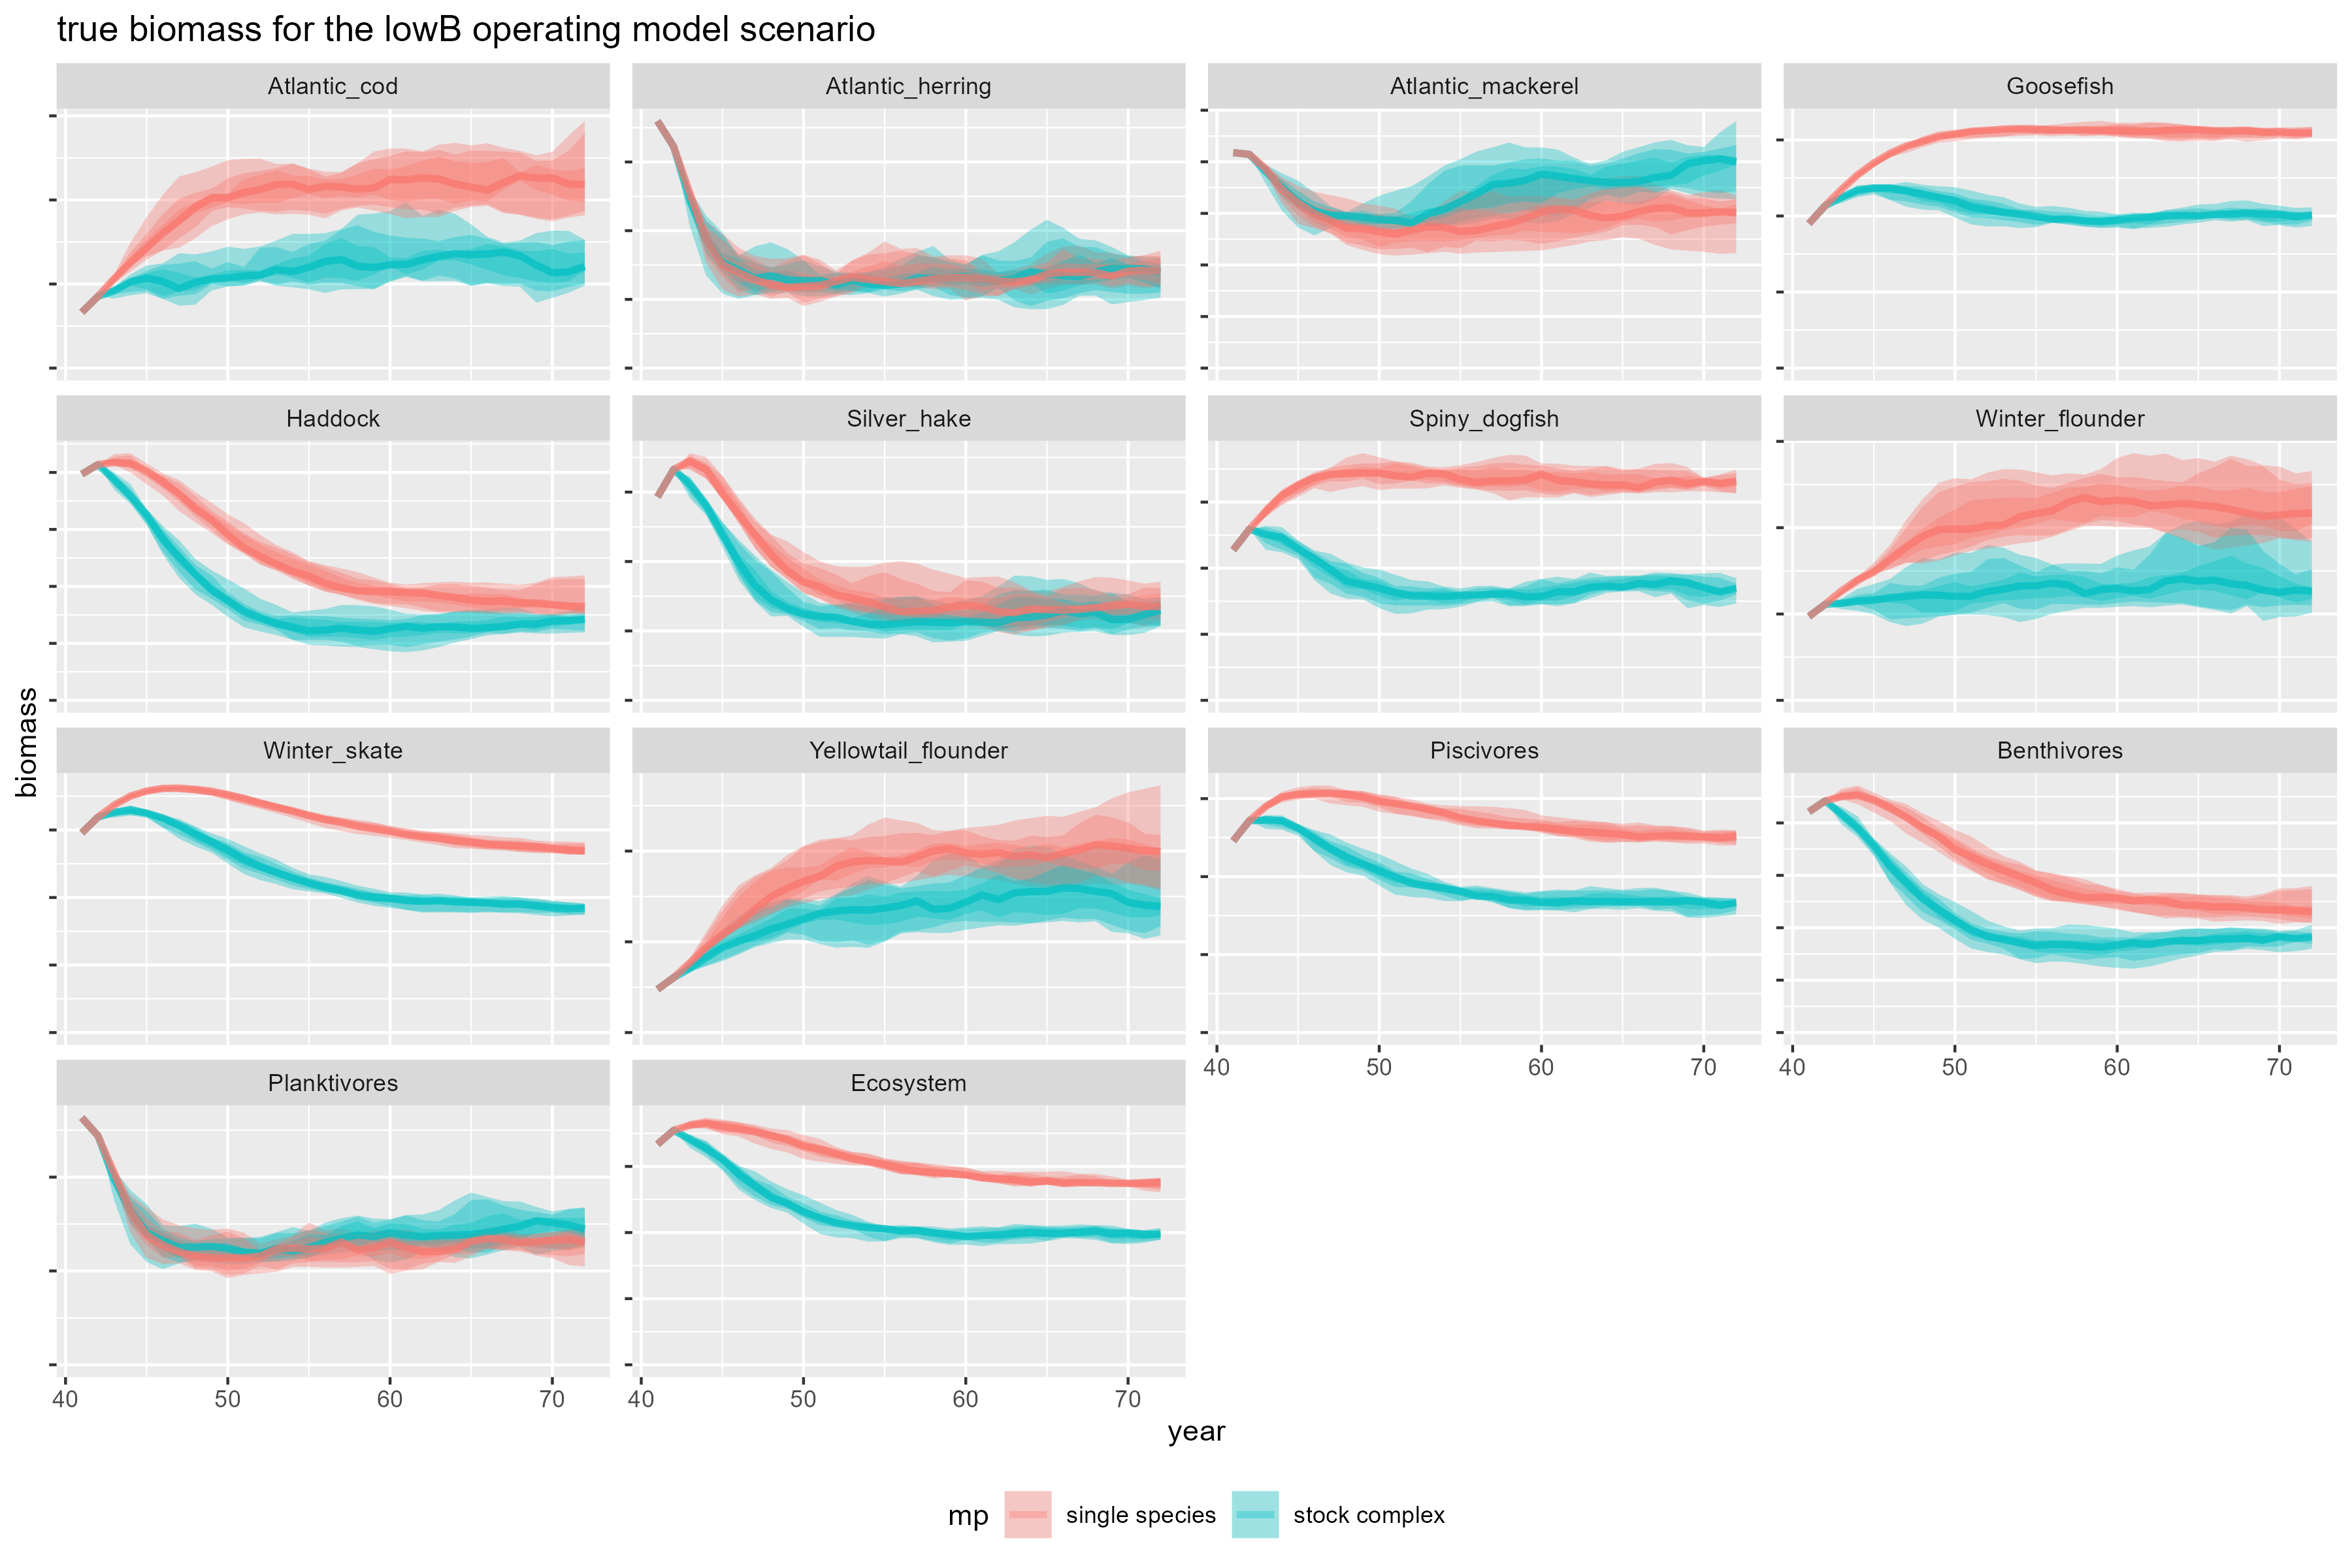 true biomass for the lowB operating model scenario
Atlantic_cod
Atlantic_herring
Atlantic_mackerel
Goosefish
Haddock
Silver_hake
Spiny_dogfish
Winter_flounder
Winter_skate
Yellowtail_flounder
Piscivores
Benthivores
40 50 60 70
40 50 60 70
Planktivores
Ecosystem
40 50 60 70
40 50 60 70
biomass
year
mp single species stock complex